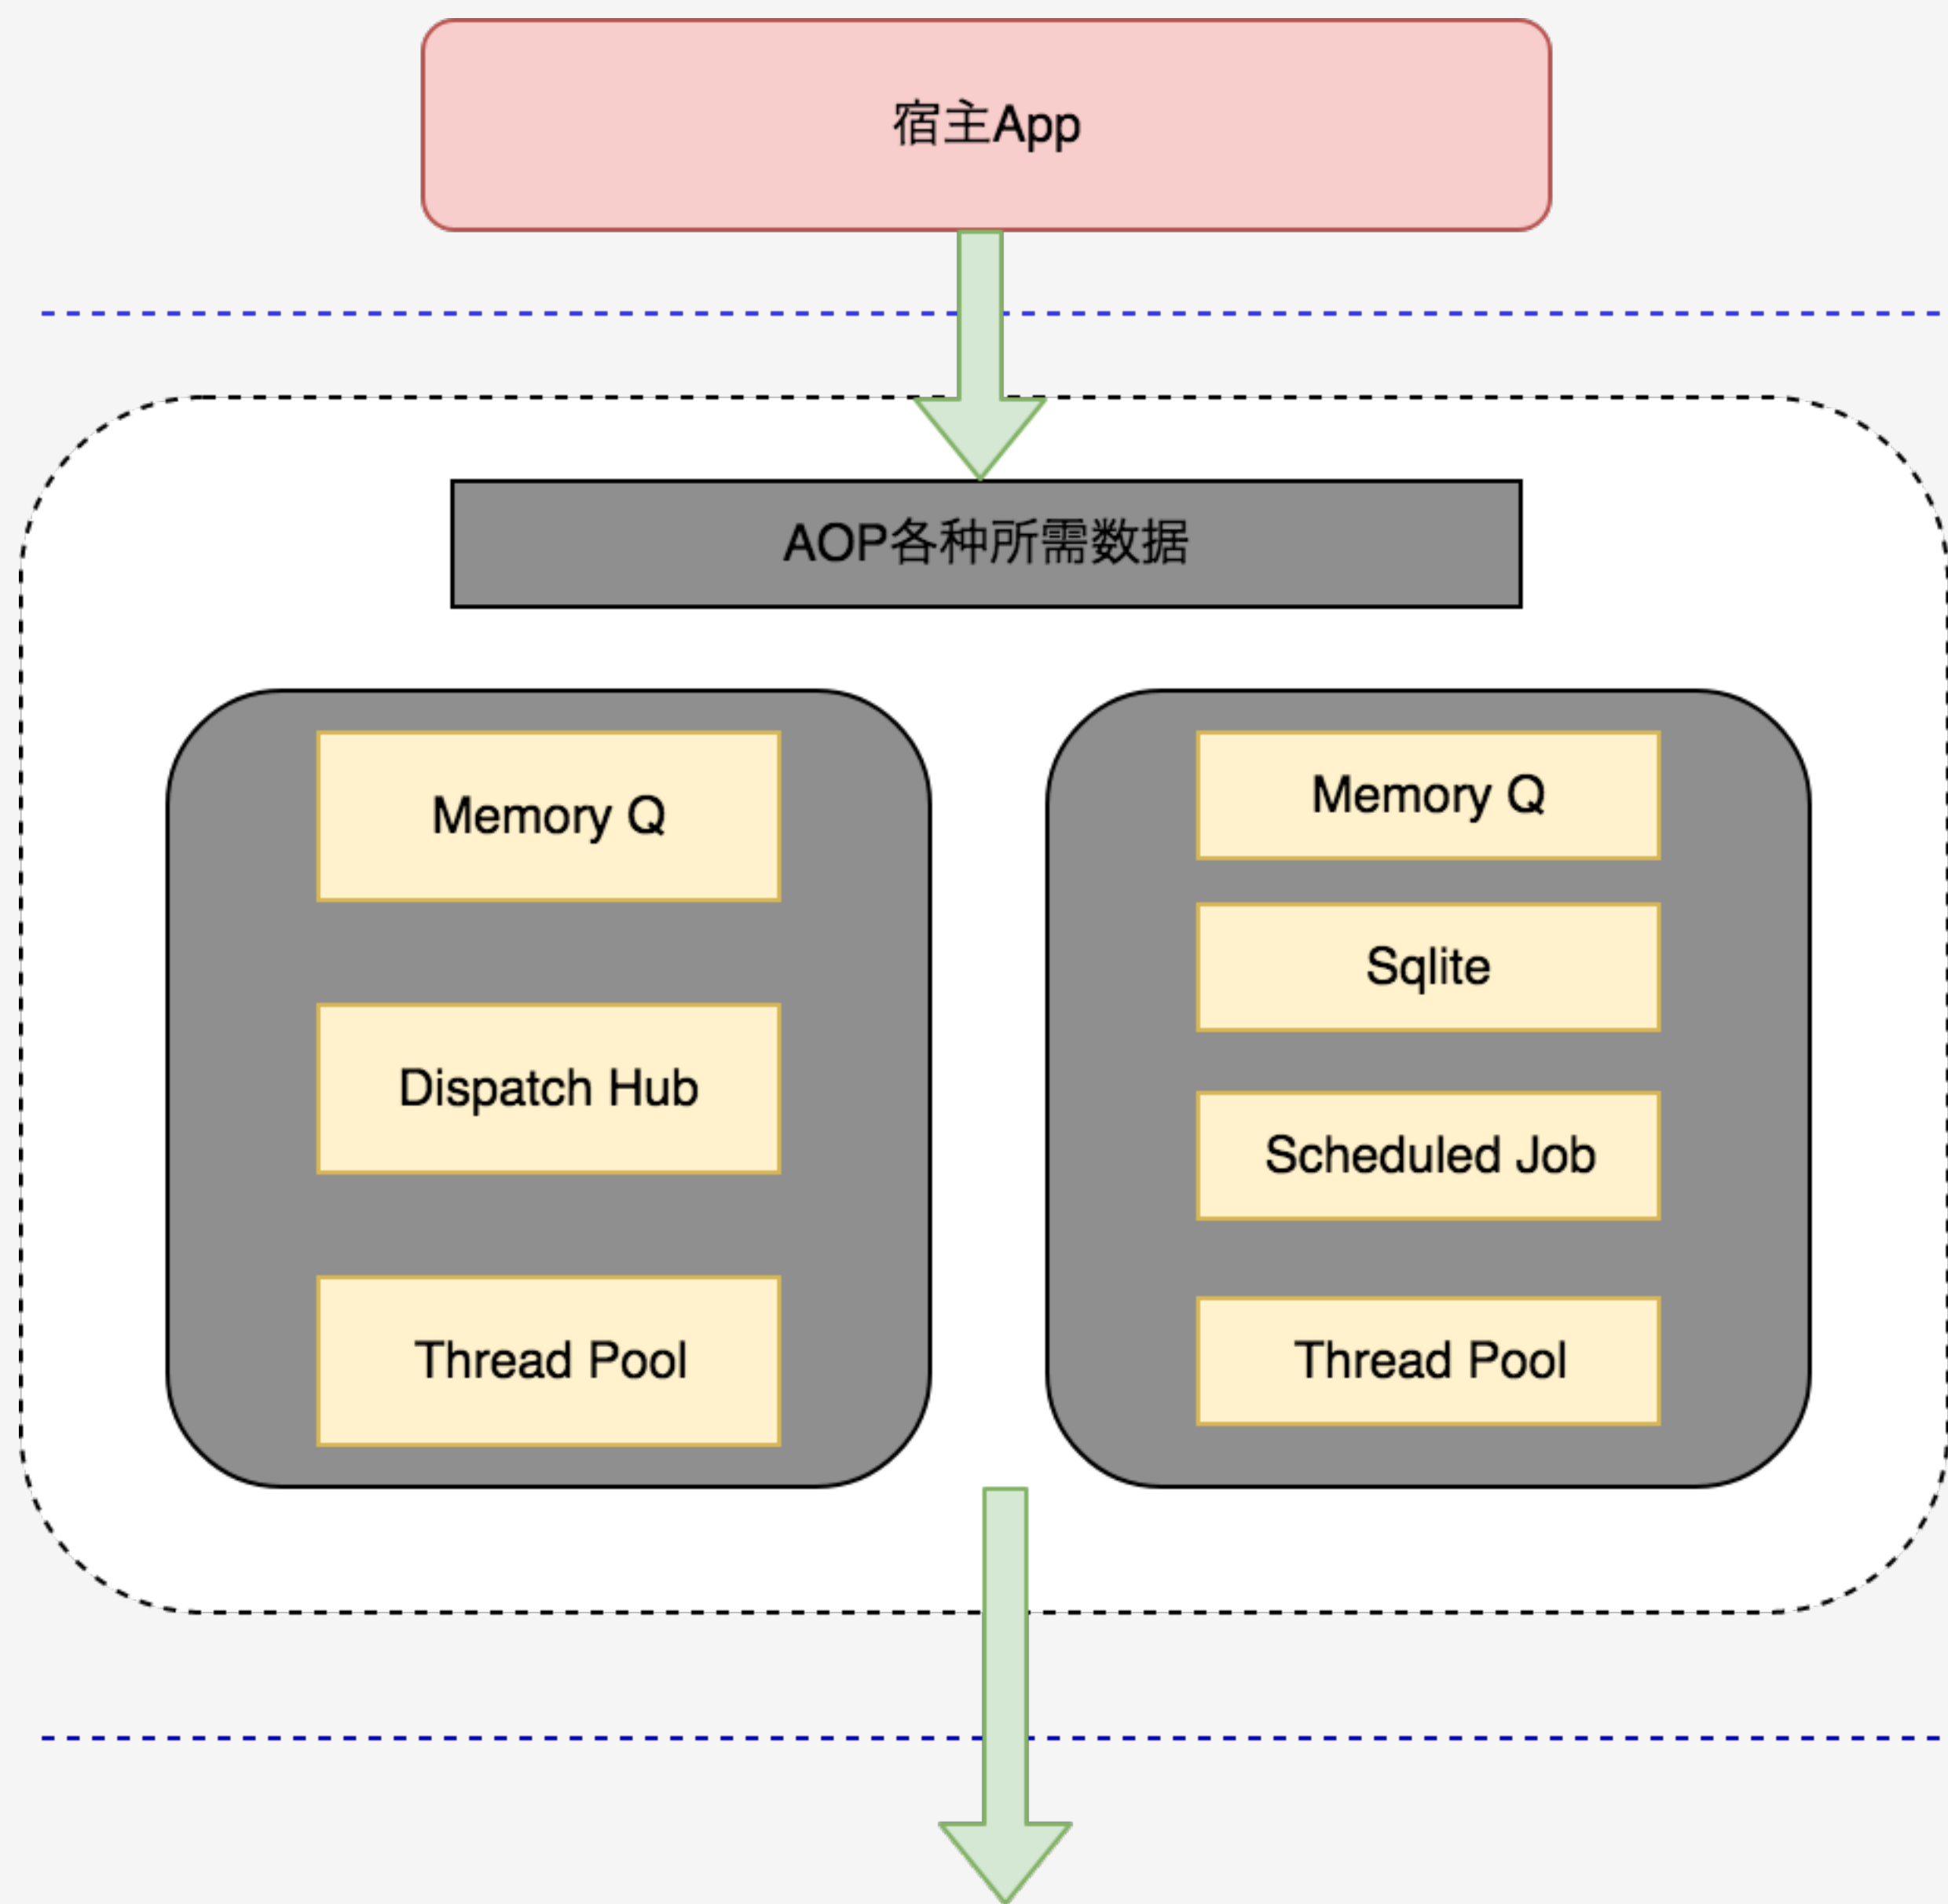 宿主App
AOP各种所需数据
Memory Q
Dispatch Hub
Thread Pool
Memory Q
Sqlite
Scheduled Job
Thread Pool